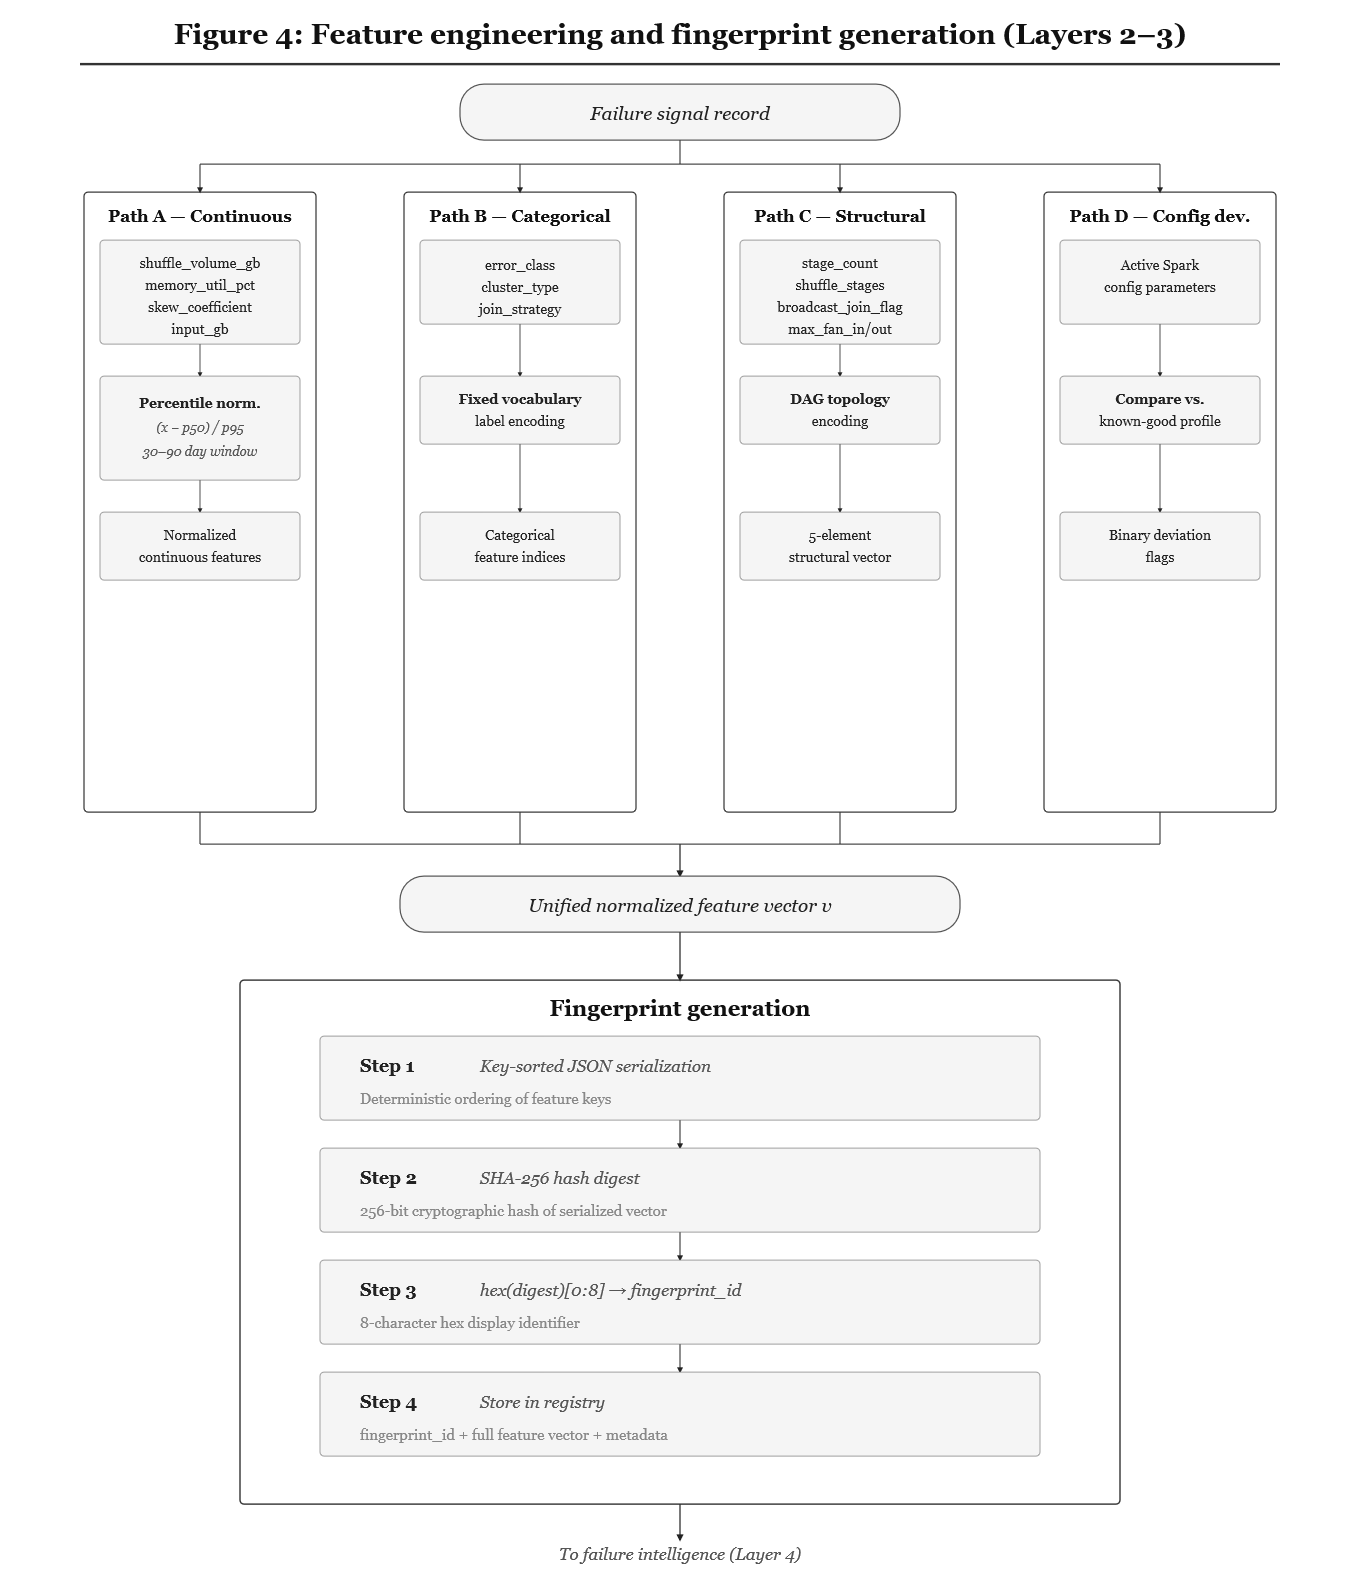 Figure 4: Feature engineering and fingerprint generation (Layers 2–3)
Failure signal record
Path A — Continuous
shuffle_volume_gb
memory_util_pct
skew_coefficient
input_gb
Percentile norm.
(x − p50) / p95
30–90 day window
Normalized
continuous features
Path B — Categorical
error_class
cluster_type
join_strategy
Fixed vocabulary
label encoding
Categorical
feature indices
Path C — Structural
stage_count
shuffle_stages
broadcast_join_flag
max_fan_in/out
DAG topology
encoding
5-element
structural vector
Path D — Config dev.
Active Spark
config parameters
Compare vs.
known-good profile
Binary deviation
flags
Unified normalized feature vector v
Fingerprint generation
Step 1 Key-sorted JSON serialization
Deterministic ordering of feature keys
Step 2 SHA-256 hash digest
256-bit cryptographic hash of serialized vector
Step 3 hex(digest)[0:8] → fingerprint_id
8-character hex display identifier
Step 4 Store in registry
fingerprint_id + full feature vector + metadata
To failure intelligence (Layer 4)